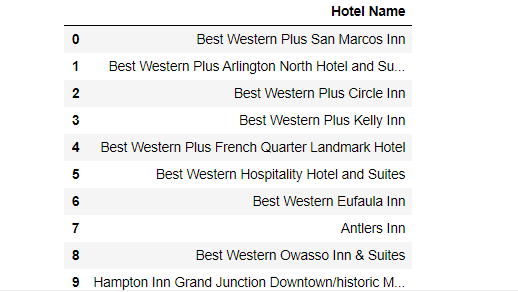 Hotel Name
0 Best Western Plus San Marcos Inn
1 Best Western Plus Arlington North Hotel and Su...
2 Best Western Plus Circle Inn
3 Best Western Plus Kelly Inn
4 Best Western Plus French Quarter Landmark Hotel
5 Best Western Hospitality Hotel and Suites
6 Best Western Eufaula Inn
7 Antlers Inn
8 Best Western Owasso Inn & Suites
9 Hampton Inn Grand Junction Downtown/historic M...